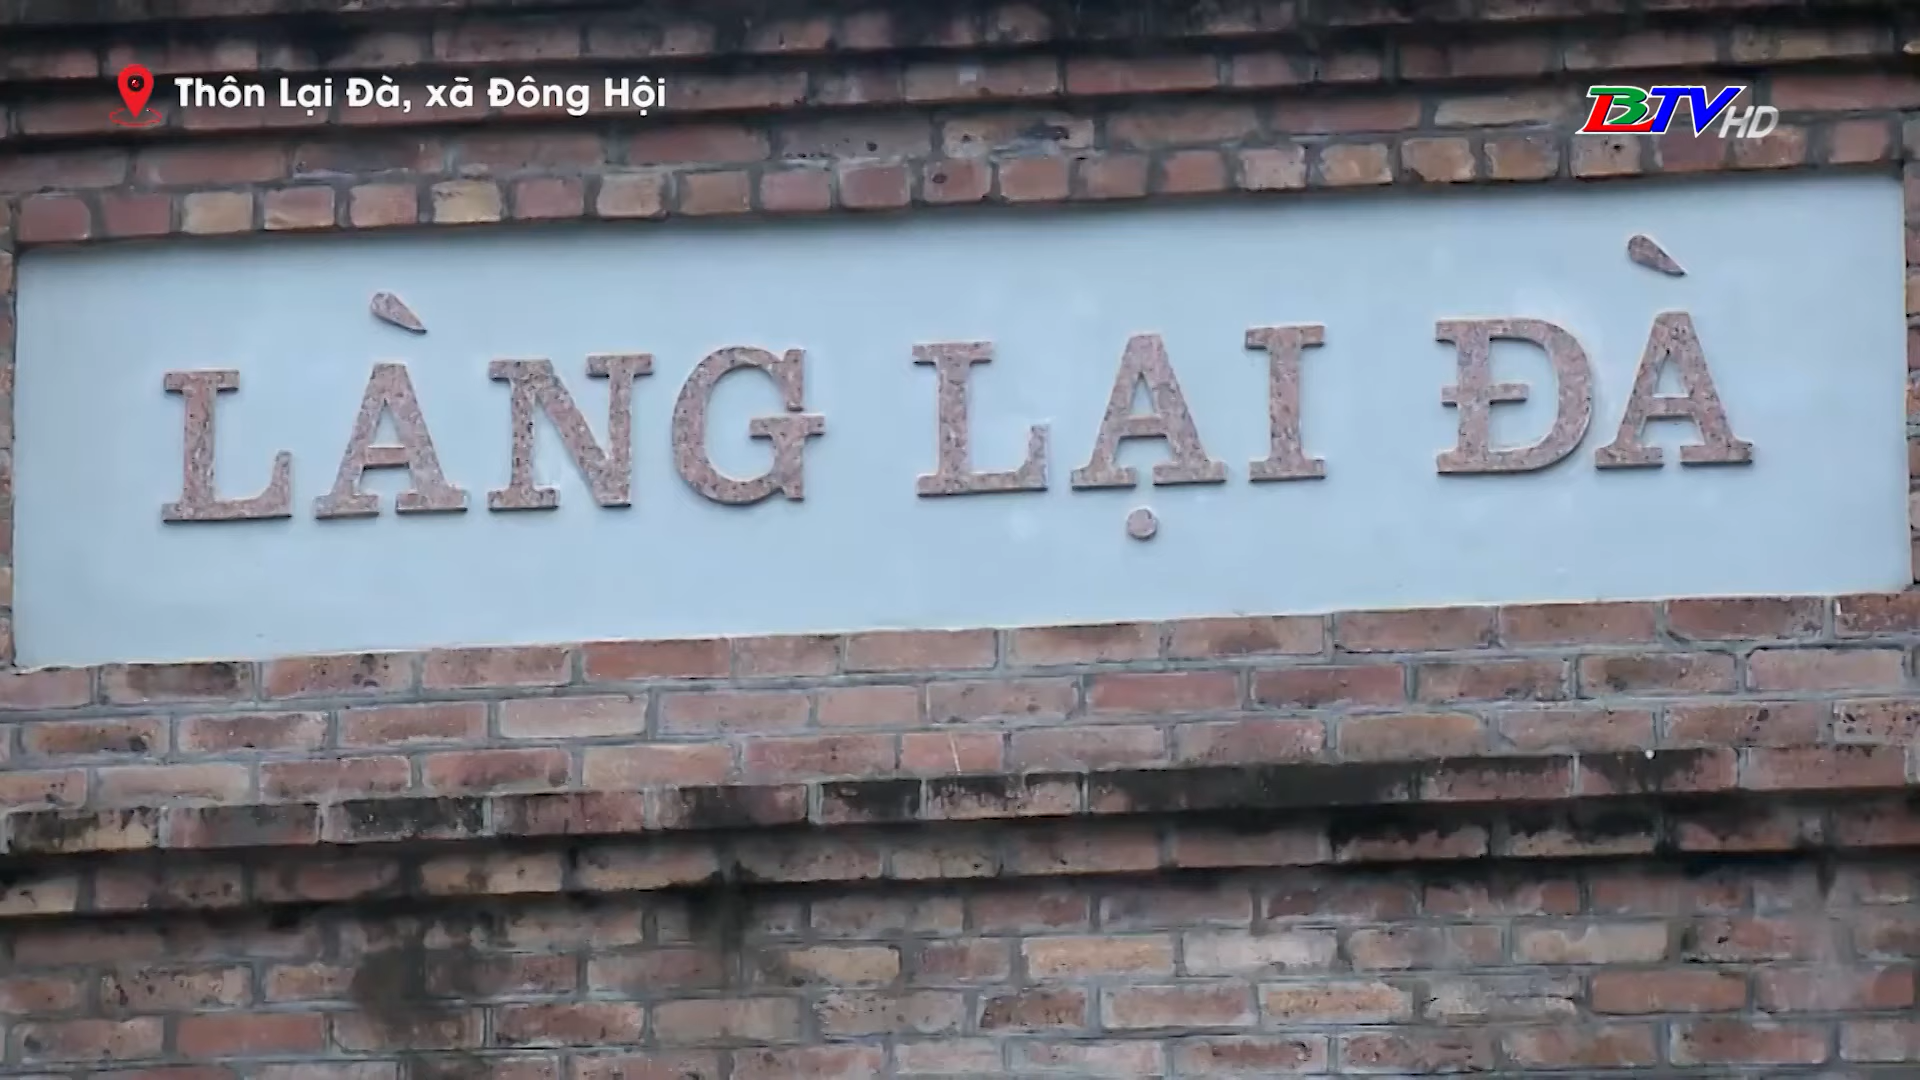 Thôn Lại Đà, xã Đông Hội
BTV HD
LÀNG LẠI ĐÀ